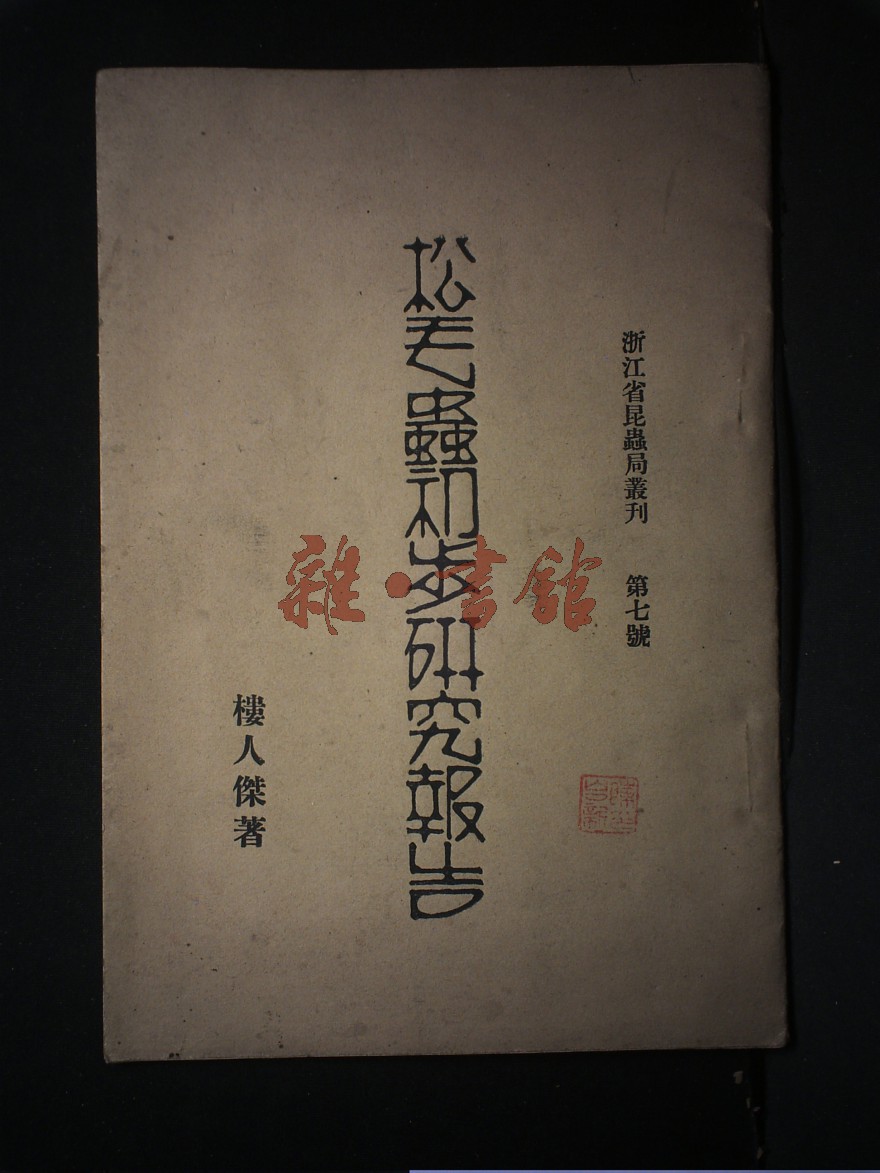 浙江省昆蟲局叢刊 第七號
松毛蟲初步研究報告
樓人傑著
雜·書館